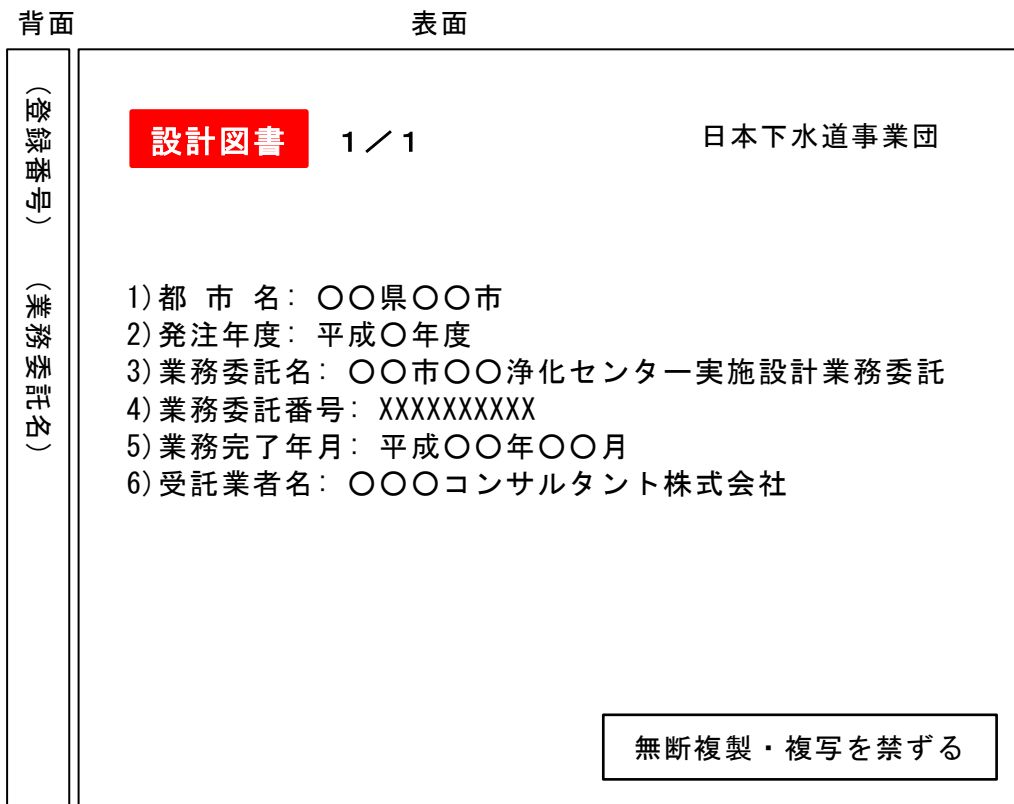 背面
表面
(登録番号) (業務委託名)
設計図書 1/1 日本下水道事業団
1)都 市 名: 〇〇県〇〇市
2)発注年度: 平成〇年度
3)業務委託名: 〇〇市〇〇浄化センター実施設計業務委託
4)業務委託番号: XXXXXXXXXX
5)業務完了年月: 平成〇〇年〇〇月
6)受託業者名: 〇〇〇コンサルタント株式会社
無断複製・複写を禁ずる